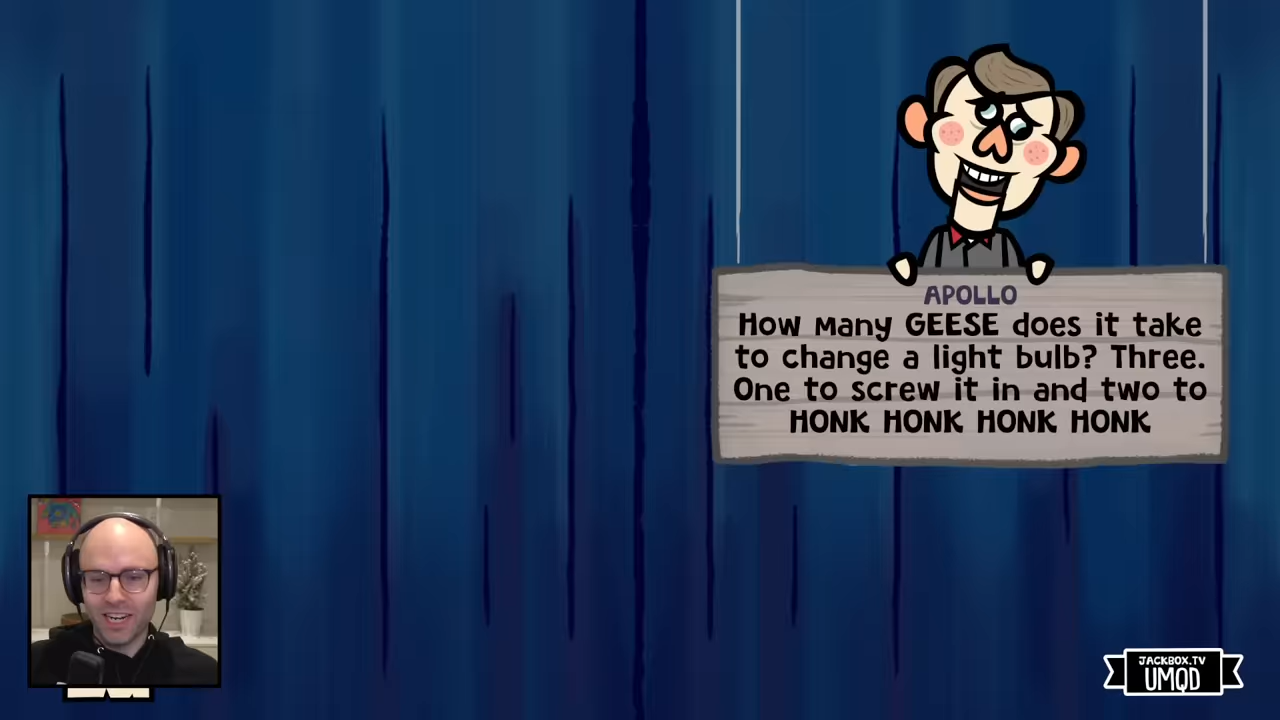 APOLLO
How many GEESE does it take
to change a light bulb? Three.
One to screw it in and two to
HONK HONK HONK HONK
JACKBOX.TV
UMQD